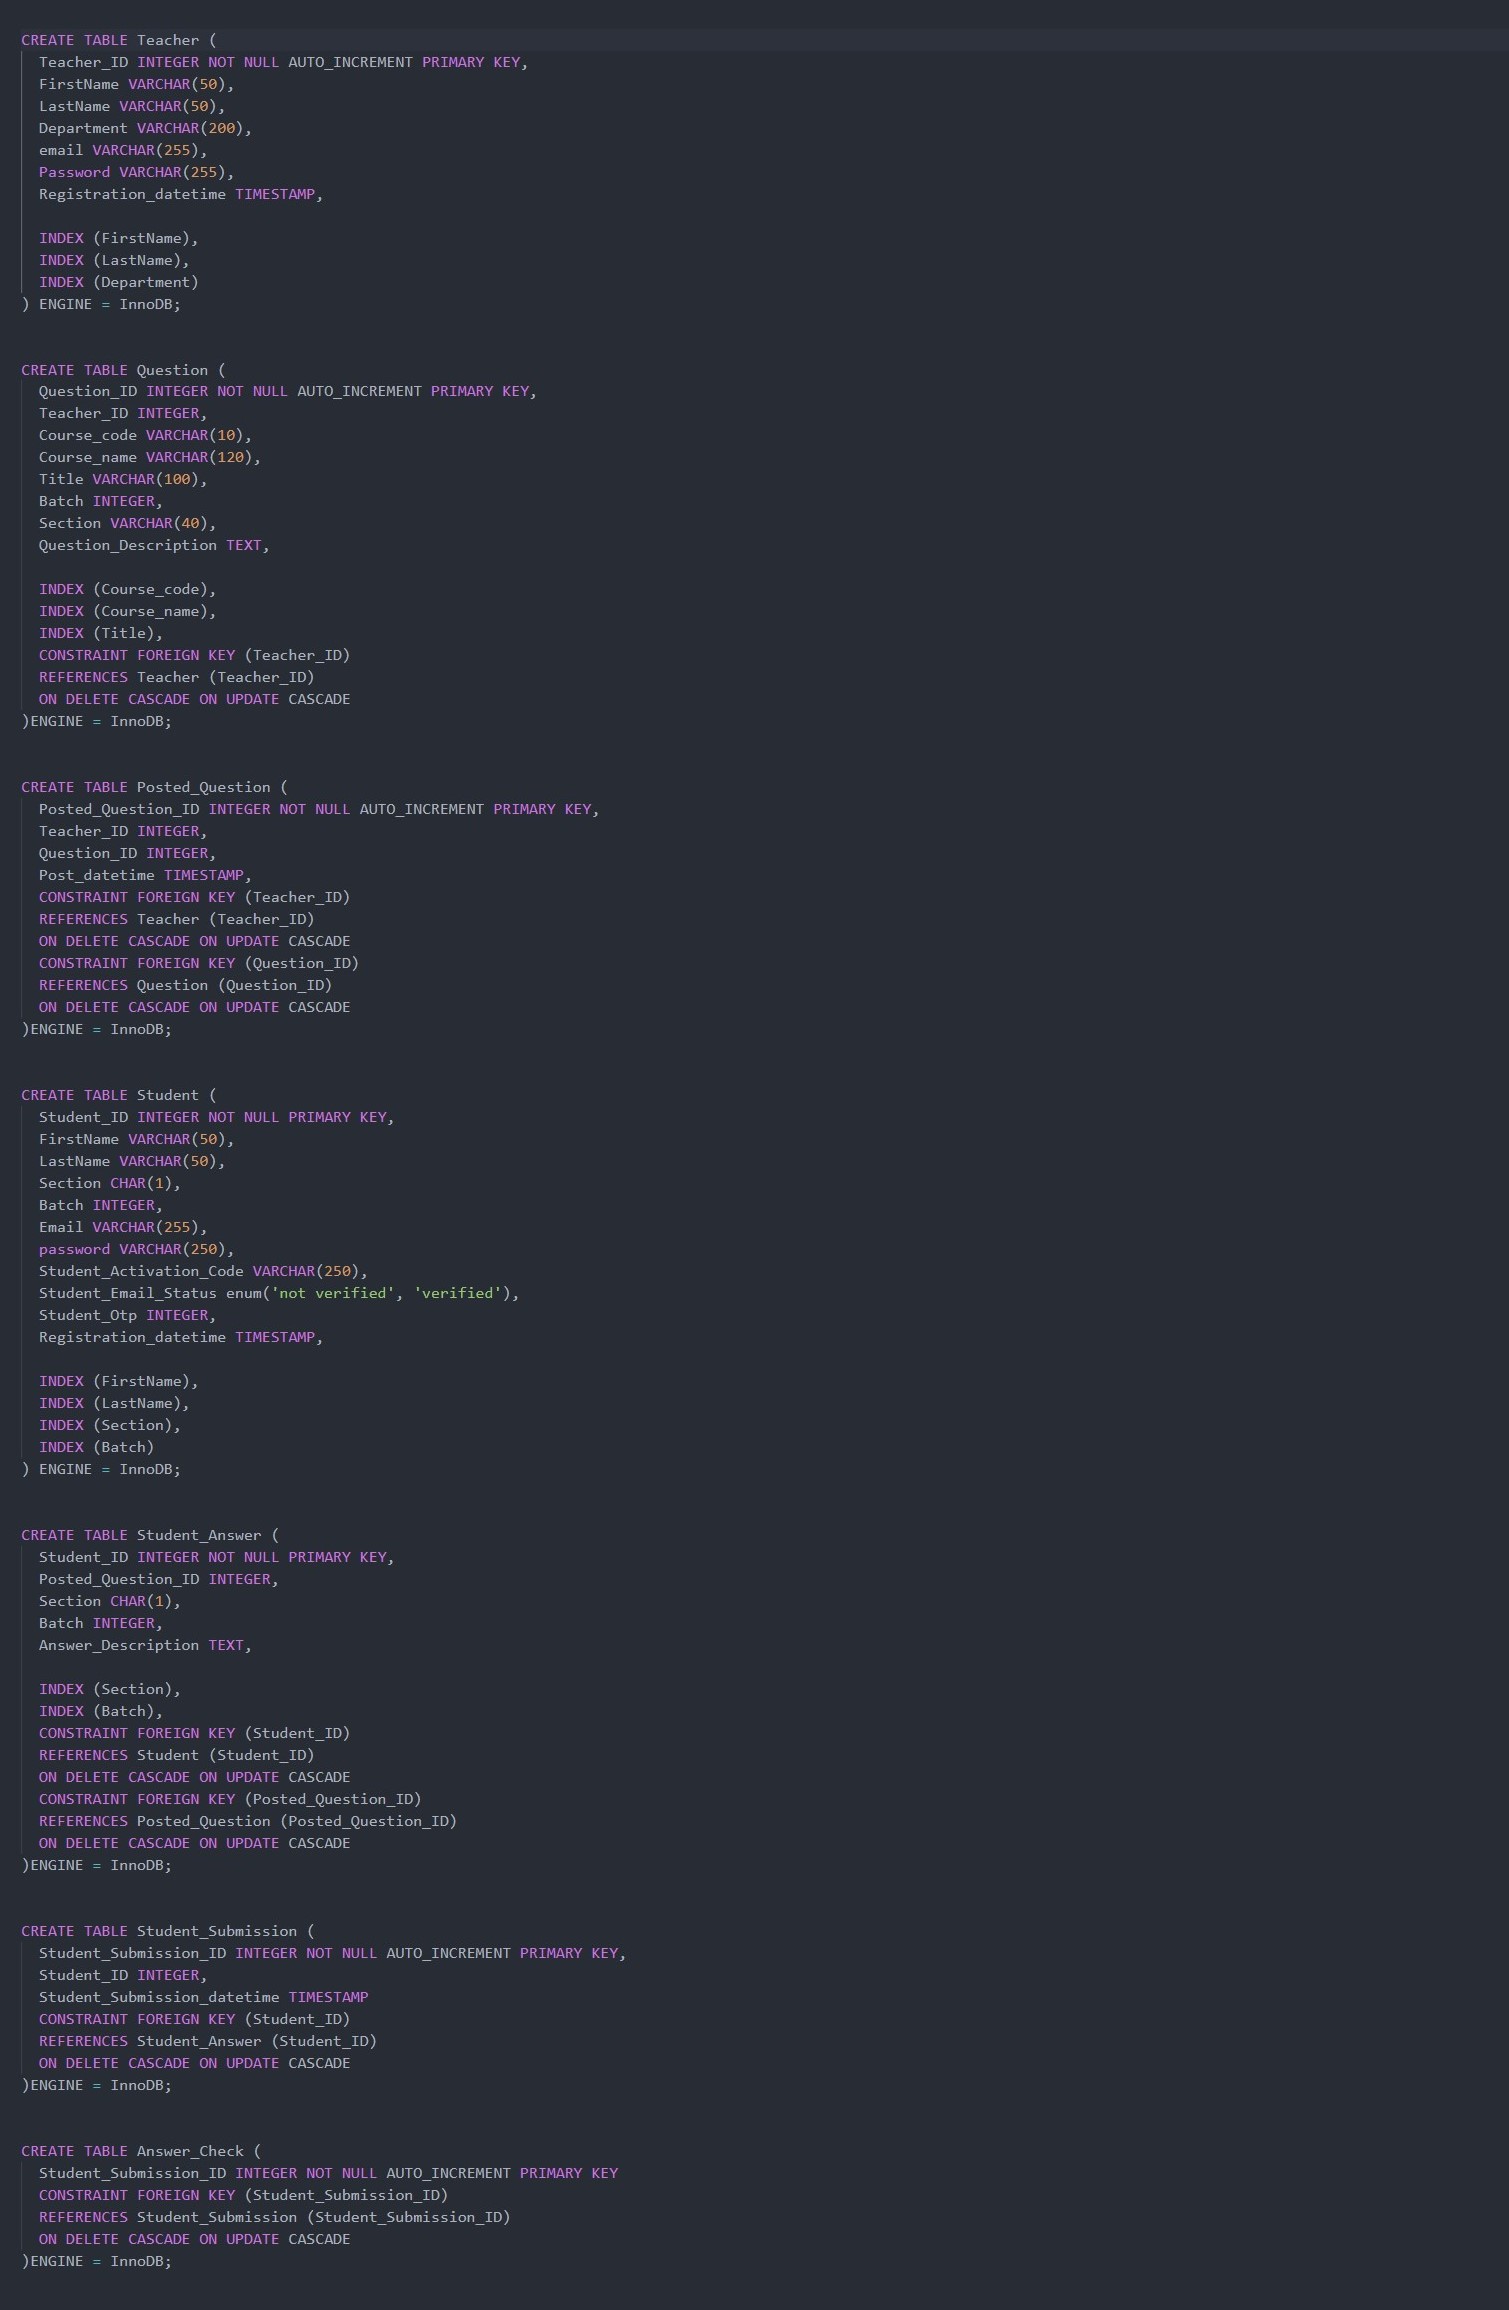 CREATE TABLE Teacher (
  Teacher_ID INTEGER NOT NULL AUTO_INCREMENT PRIMARY KEY,
  FirstName VARCHAR(50),
  LastName VARCHAR(50),
  Department VARCHAR(200),
  email VARCHAR(255),
  Password VARCHAR(255),
  Registration_datetime TIMESTAMP,

  INDEX (FirstName),
  INDEX (LastName),
  INDEX (Department)
) ENGINE = InnoDB;


CREATE TABLE Question (
  Question_ID INTEGER NOT NULL AUTO_INCREMENT PRIMARY KEY,
  Teacher_ID INTEGER,
  Course_code VARCHAR(10),
  Course_name VARCHAR(120),
  Title VARCHAR(100),
  Batch INTEGER,
  Section VARCHAR(40),
  Question_Description TEXT,

  INDEX (Course_code),
  INDEX (Course_name),
  INDEX (Title),
  CONSTRAINT FOREIGN KEY (Teacher_ID)
  REFERENCES Teacher (Teacher_ID)
  ON DELETE CASCADE ON UPDATE CASCADE
)ENGINE = InnoDB;


CREATE TABLE Posted_Question (
  Posted_Question_ID INTEGER NOT NULL AUTO_INCREMENT PRIMARY KEY,
  Teacher_ID INTEGER,
  Question_ID INTEGER,
  Post_datetime TIMESTAMP,
  CONSTRAINT FOREIGN KEY (Teacher_ID)
  REFERENCES Teacher (Teacher_ID)
  ON DELETE CASCADE ON UPDATE CASCADE
  CONSTRAINT FOREIGN KEY (Question_ID)
  REFERENCES Question (Question_ID)
  ON DELETE CASCADE ON UPDATE CASCADE
)ENGINE = InnoDB;


CREATE TABLE Student (
  Student_ID INTEGER NOT NULL PRIMARY KEY,
  FirstName VARCHAR(50),
  LastName VARCHAR(50),
  Section CHAR(1),
  Batch INTEGER,
  Email VARCHAR(255),
  password VARCHAR(250),
  Student_Activation_Code VARCHAR(250),
  Student_Email_Status enum('not verified', 'verified'),
  Student_Otp INTEGER,
  Registration_datetime TIMESTAMP,

  INDEX (FirstName),
  INDEX (LastName),
  INDEX (Section),
  INDEX (Batch)
) ENGINE = InnoDB;


CREATE TABLE Student_Answer (
  Student_ID INTEGER NOT NULL PRIMARY KEY,
  Posted_Question_ID INTEGER,
  Section CHAR(1),
  Batch INTEGER,
  Answer_Description TEXT,

  INDEX (Section),
  INDEX (Batch),
  CONSTRAINT FOREIGN KEY (Student_ID)
  REFERENCES Student (Student_ID)
  ON DELETE CASCADE ON UPDATE CASCADE
  CONSTRAINT FOREIGN KEY (Posted_Question_ID)
  REFERENCES Posted_Question (Posted_Question_ID)
  ON DELETE CASCADE ON UPDATE CASCADE
)ENGINE = InnoDB;


CREATE TABLE Student_Submission (
  Student_Submission_ID INTEGER NOT NULL AUTO_INCREMENT PRIMARY KEY,
  Student_ID INTEGER,
  Student_Submission_datetime TIMESTAMP
  CONSTRAINT FOREIGN KEY (Student_ID)
  REFERENCES Student_Answer (Student_ID)
  ON DELETE CASCADE ON UPDATE CASCADE
)ENGINE = InnoDB;


CREATE TABLE Answer_Check (
  Student_Submission_ID INTEGER NOT NULL AUTO_INCREMENT PRIMARY KEY
  CONSTRAINT FOREIGN KEY (Student_Submission_ID)
  REFERENCES Student_Submission (Student_Submission_ID)
  ON DELETE CASCADE ON UPDATE CASCADE
)ENGINE = InnoDB;